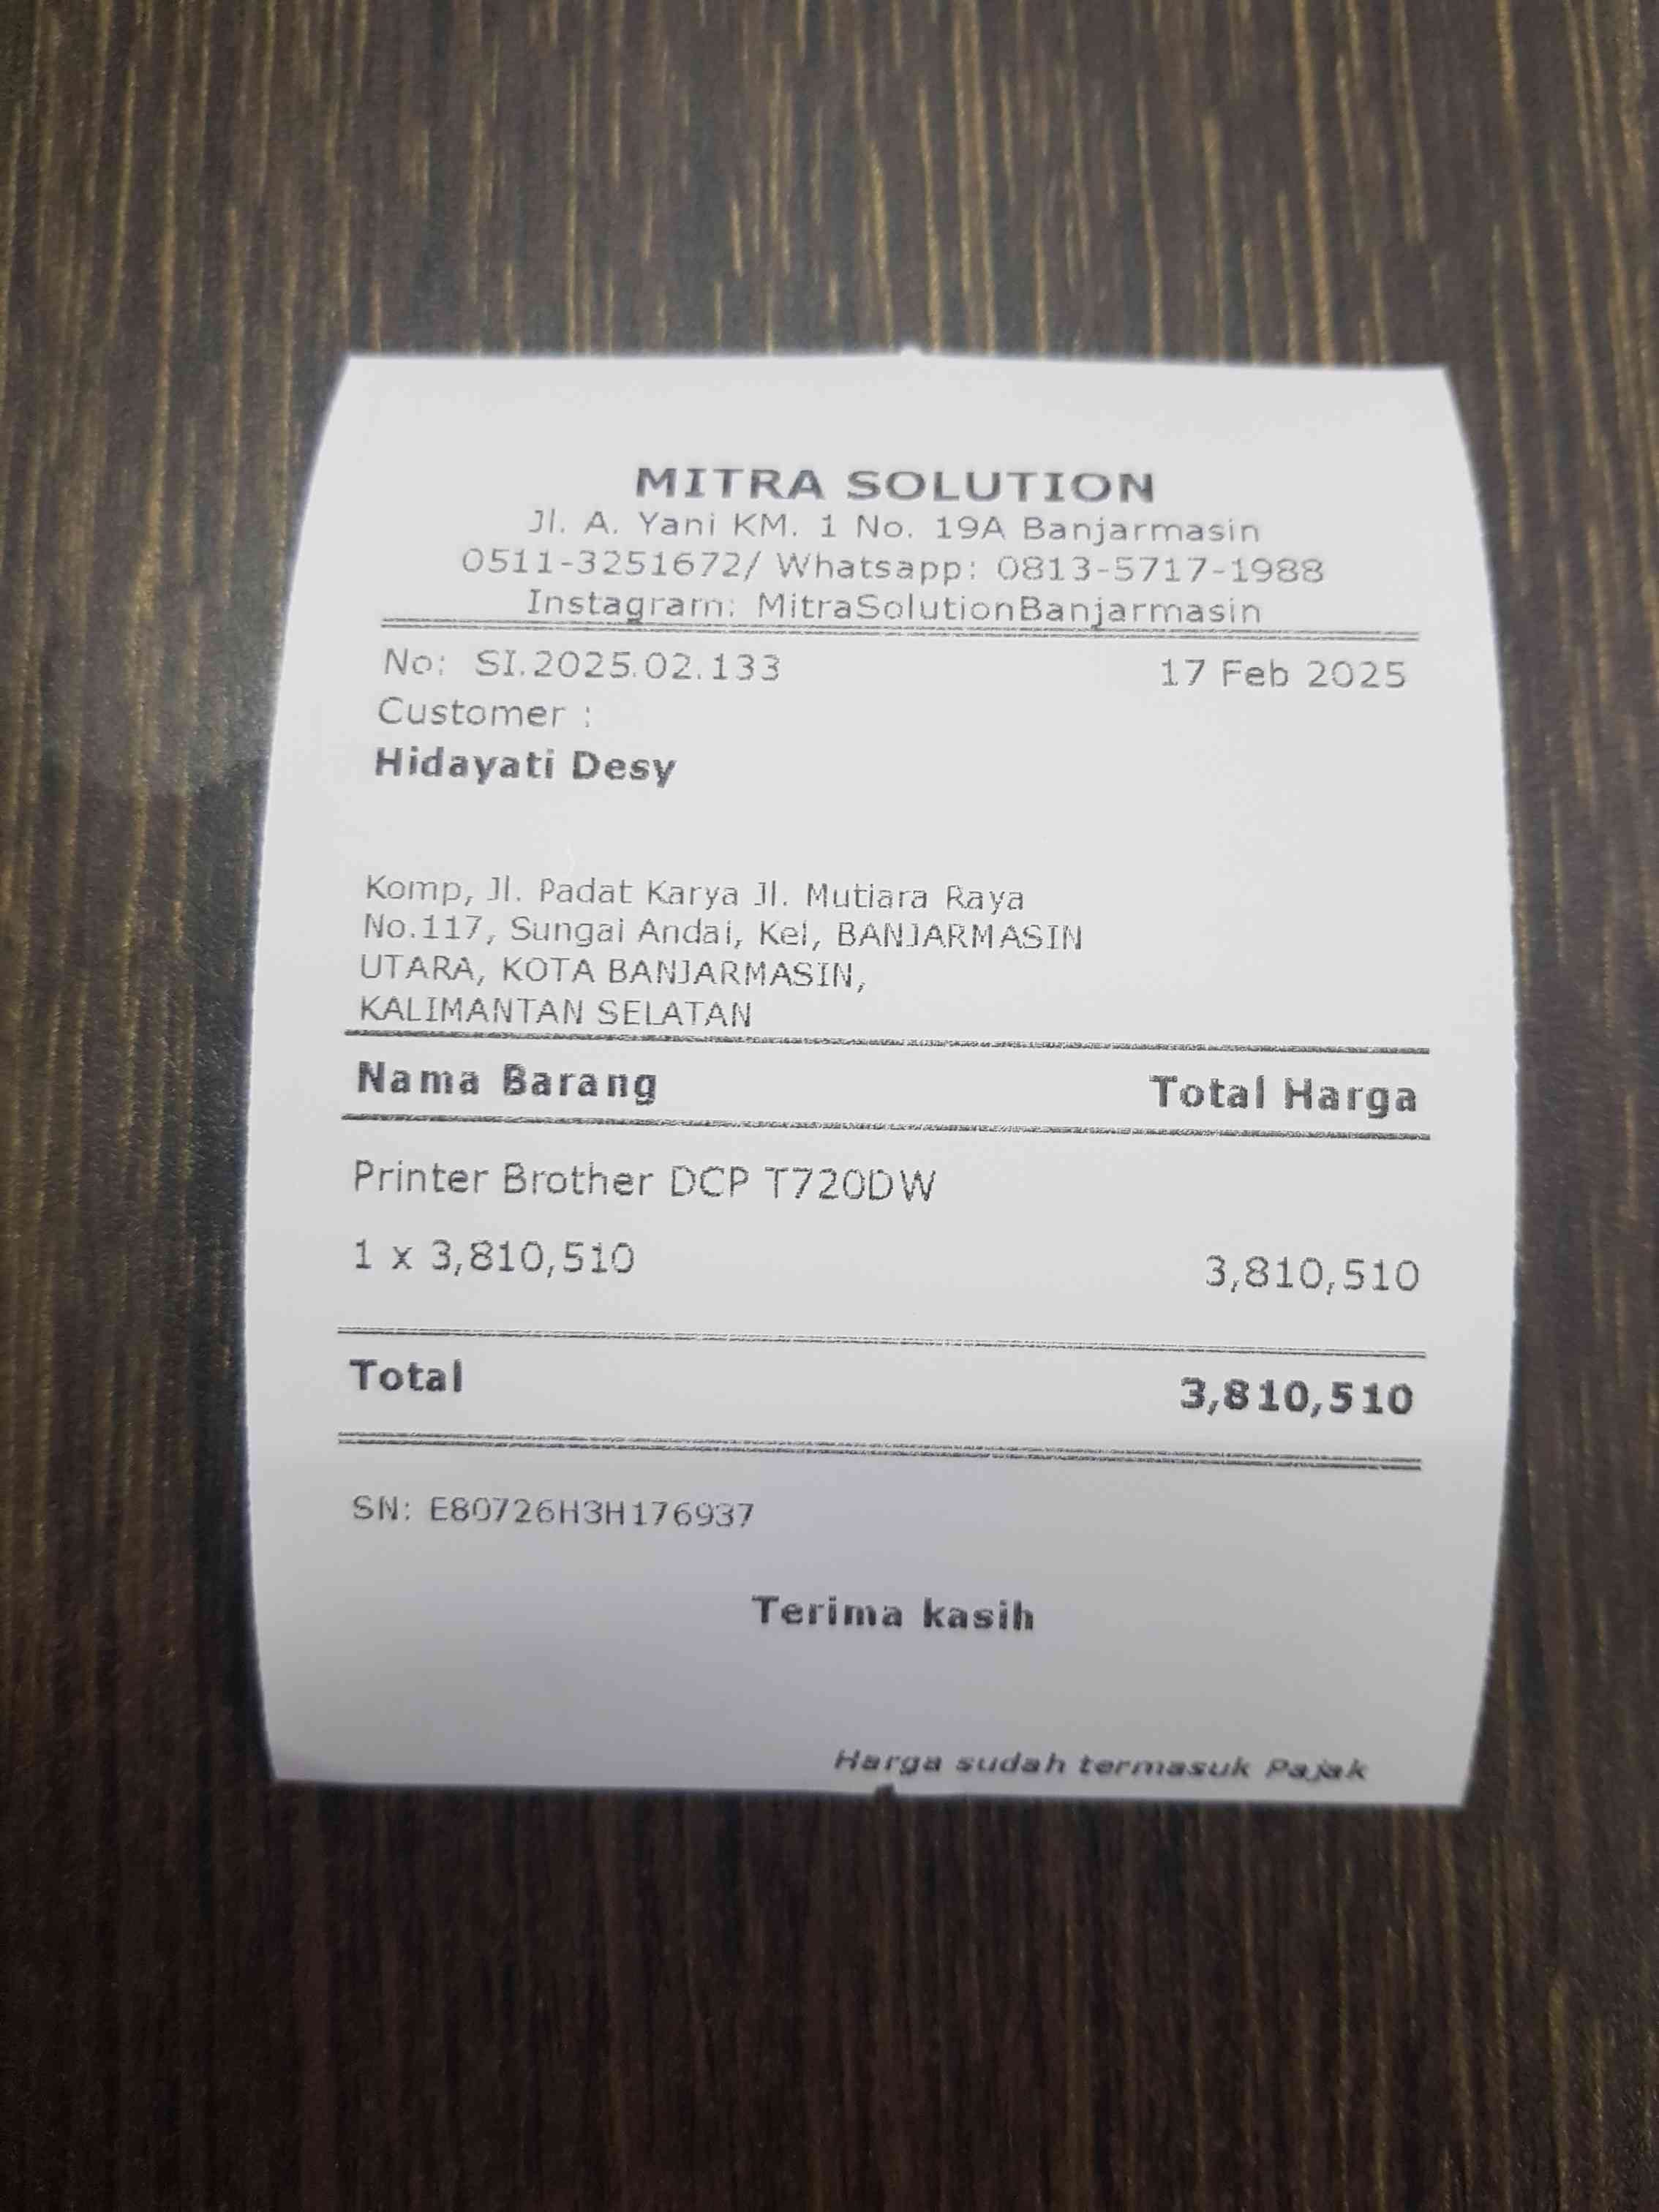 MITRA SOLUTION
Jl. A. Yani KM. 1 No. 19A Banjarmasin
0511-3251672/ Whatsapp: 0813-5717-1988
Instagram: MitraSolutionBanjarmasin
No: SI.2025.02.133 17 Feb 2025
Customer :
Hidayati Desy
Komp, Jl. Padat Karya Jl. Mutiara Raya
No.117, Sungai Andai, Kel, BANJARMASIN
UTARA, KOTA BANJARMASIN,
KALIMANTAN SELATAN
Nama Barang Total Harga
Printer Brother DCP T720DW
1 x 3,810,510 3,810,510
Total 3,810,510
SN: E80726H3H176937
Terima kasih
Harga sudah termasuk Pajak